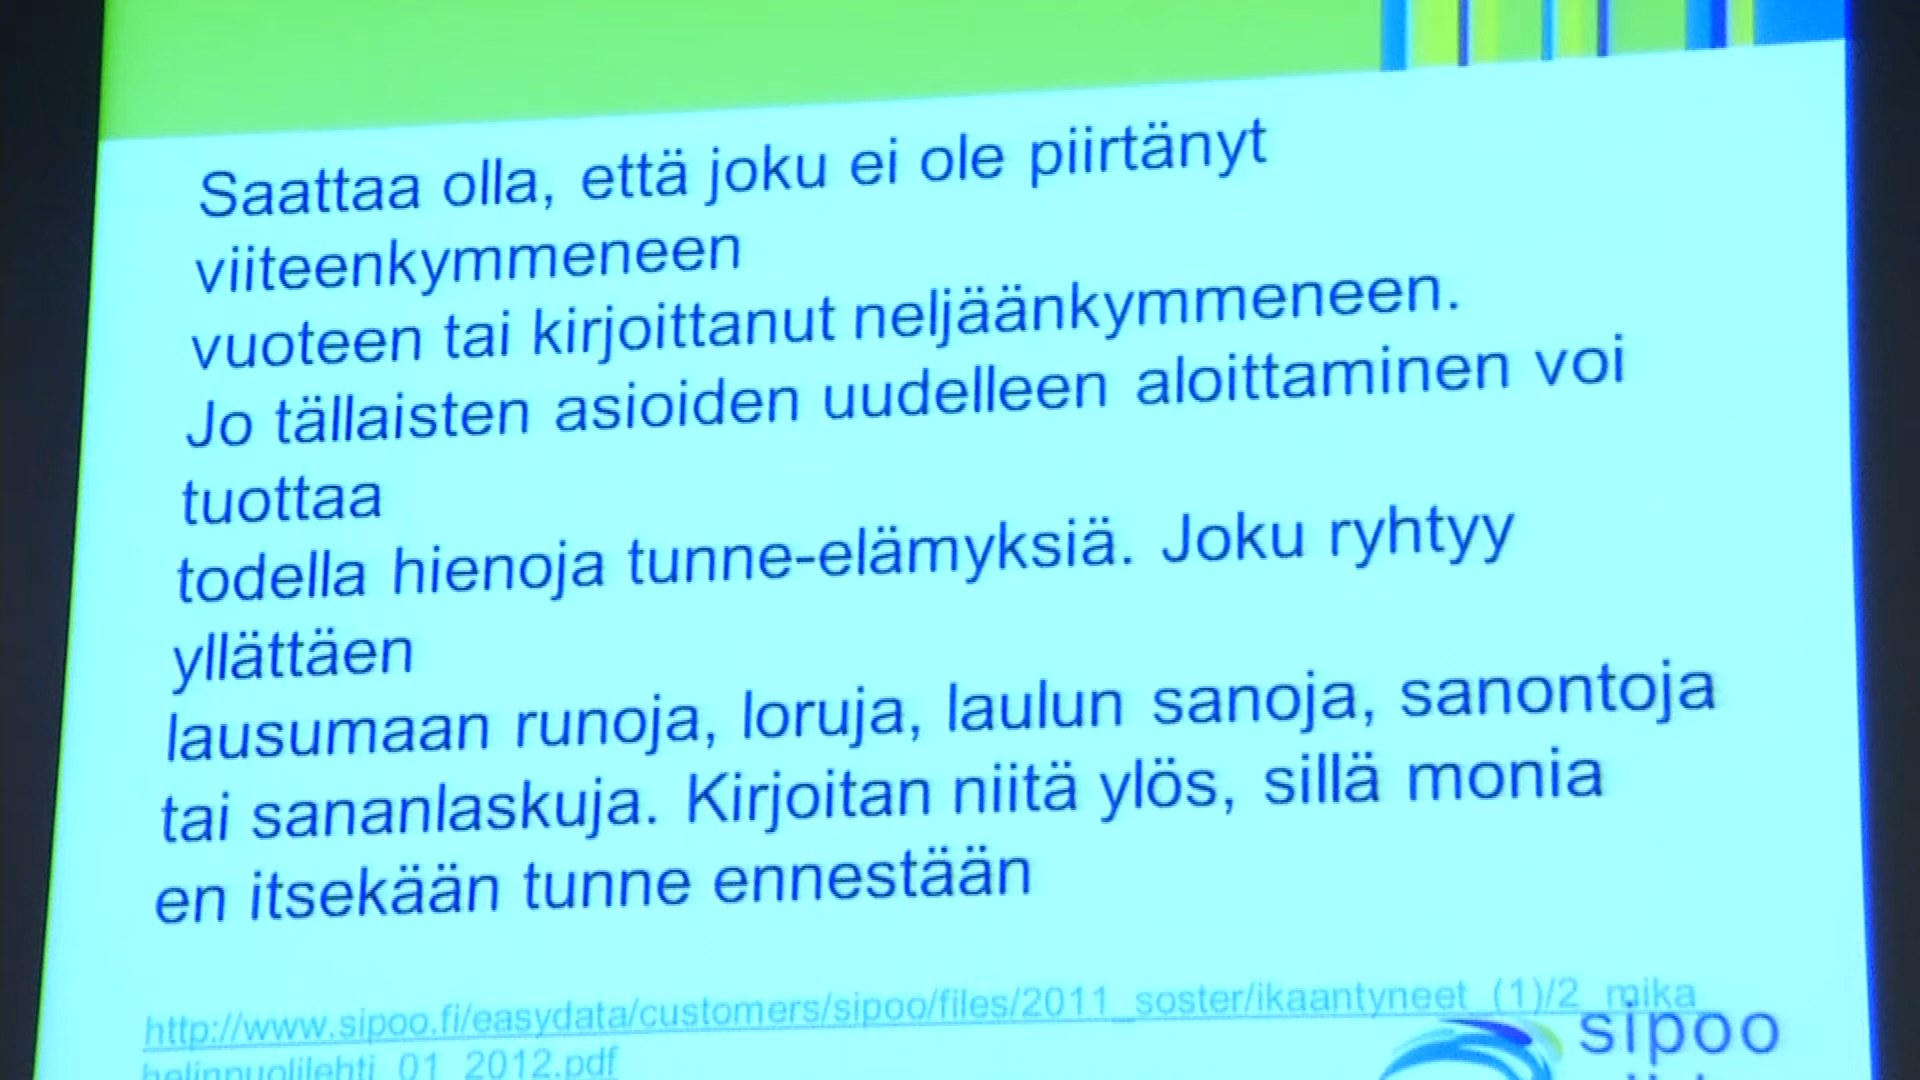 Saattaa olla, että joku ei ole piirtänyt
viiteenkymmeneen
vuoteen tai kirjoittanut neljäänkymmeneen.
Jo tällaisten asioiden uudelleen aloittaminen voi
tuottaa
todella hienoja tunne-elämyksiä. Joku ryhtyy
yllättäen
lausumaan runoja, loruja, laulun sanoja, sanontoja
tai sananlaskuja. Kirjoitan niitä ylös, sillä monia
en itsekään tunne ennestään
http://www.sipoo.fi/easydata/customers/sipoo/files/2011_soster/ikaantyneet_(1)/2_mika
helinpuolilehti_01_2012.pdf
sipoo